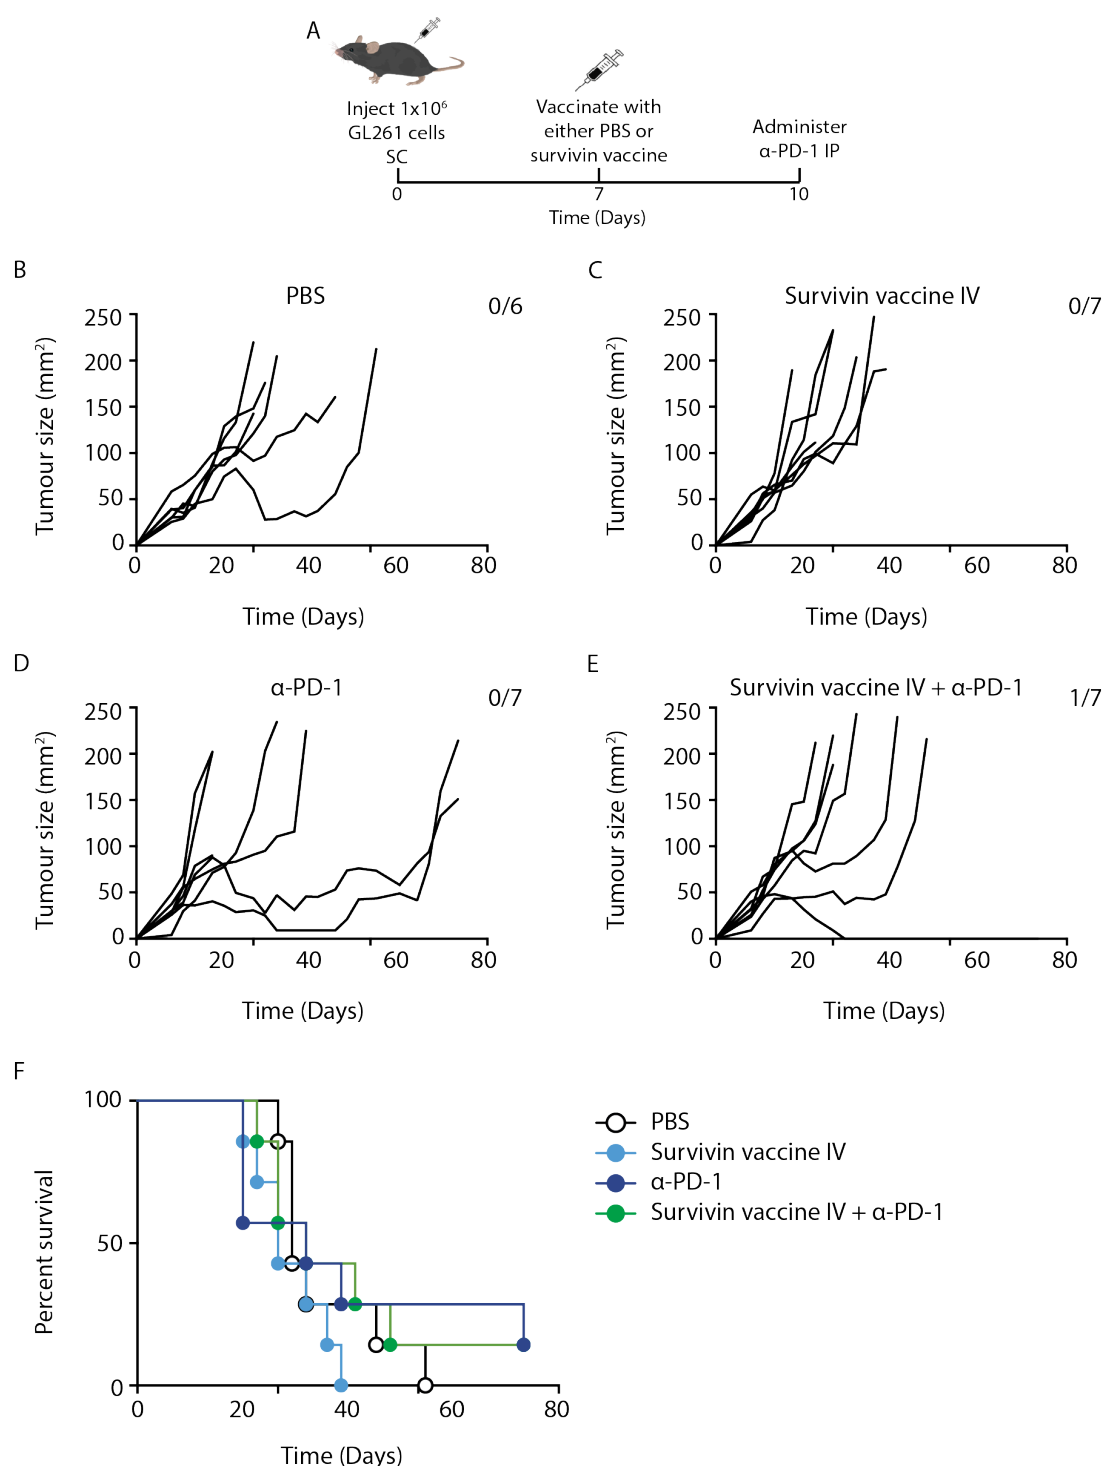 A
Inject 1x10⁶
GL261 cells
SC
Vaccinate with
either PBS or
survivin vaccine
Administer
α-PD-1 IP
0 7 10
Time (Days)
B
PBS
0/6
250
200
150
100
50
0
Tumour size (mm²)
0 20 40 60 80
Time (Days)
C
Survivin vaccine IV
0/7
250
200
150
100
50
0
Tumour size (mm²)
0 20 40 60 80
Time (Days)
D
α-PD-1
0/7
250
200
150
100
50
0
Tumour size (mm²)
0 20 40 60 80
Time (Days)
E
Survivin vaccine IV + α-PD-1
1/7
250
200
150
100
50
0
Tumour size (mm²)
0 20 40 60 80
Time (Days)
F
100
50
0
Percent survival
0 20 40 60 80
Time (Days)
PBS
Survivin vaccine IV
α-PD-1
Survivin vaccine IV + α-PD-1